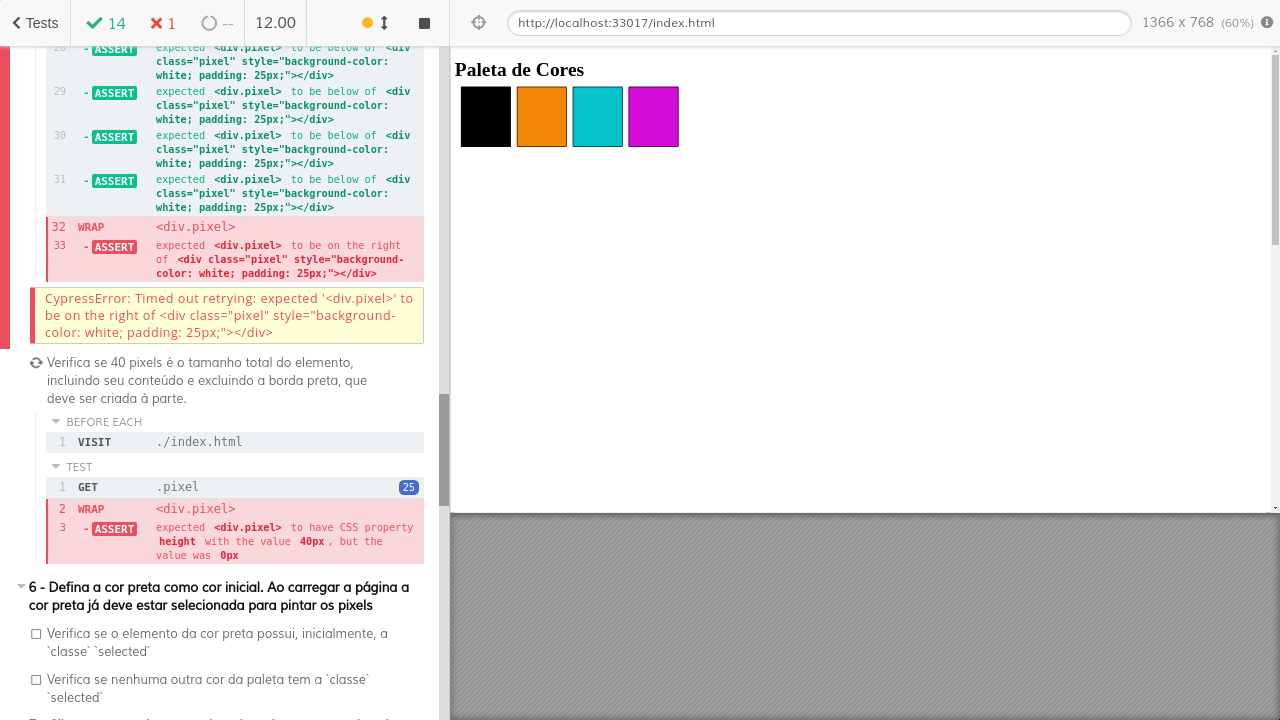 Tests
14
1
--
12.00
http://localhost:33017/index.html
1366 x 768 (60%)
28 - ASSERT expected <div.pixel> to be below of <div
class="pixel" style="background-color:
white; padding: 25px;"></div>
29 - ASSERT expected <div.pixel> to be below of <div
class="pixel" style="background-color:
white; padding: 25px;"></div>
30 - ASSERT expected <div.pixel> to be below of <div
class="pixel" style="background-color:
white; padding: 25px;"></div>
31 - ASSERT expected <div.pixel> to be below of <div
class="pixel" style="background-color:
white; padding: 25px;"></div>
32 WRAP <div.pixel>
33 - ASSERT expected <div.pixel> to be on the right
of <div class="pixel" style="background-
color: white; padding: 25px;"></div>
CypressError: Timed out retrying: expected '<div.pixel>' to
be on the right of <div class="pixel" style="background-
color: white; padding: 25px;"></div>
Verifica se 40 pixels é o tamanho total do elemento,
incluindo seu conteúdo e excluindo a borda preta, que
deve ser criada à parte.
BEFORE EACH
1 VISIT ./index.html
TEST
1 GET .pixel 25
2 WRAP <div.pixel>
3 - ASSERT expected <div.pixel> to have CSS property
height with the value 40px, but the
value was 0px
6 - Defina a cor preta como cor inicial. Ao carregar a página a
cor preta já deve estar selecionada para pintar os pixels
Verifica se o elemento da cor preta possui, inicialmente, a
`classe` `selected`
Verifica se nenhuma outra cor da paleta tem a `classe`
`selected`
Paleta de Cores